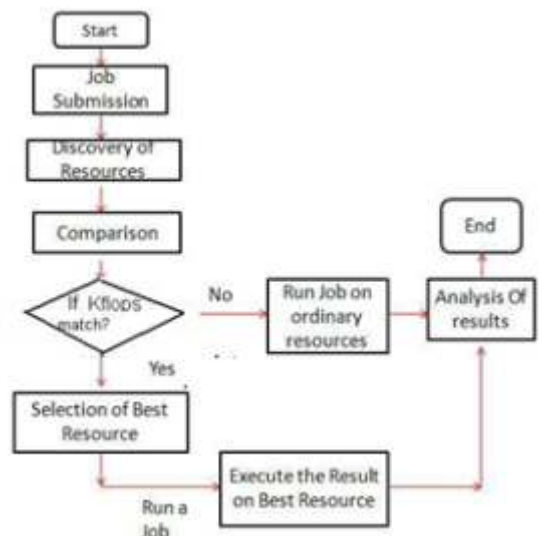 Start
Job
Submission
Discovery of
Resources
Comparison
If Kflops
match?
No
Run Job on
ordinary
resources
Analysis Of
results
End
Yes
Selection of Best
Resource
Run a
Job
Execute the Result
on Best Resource